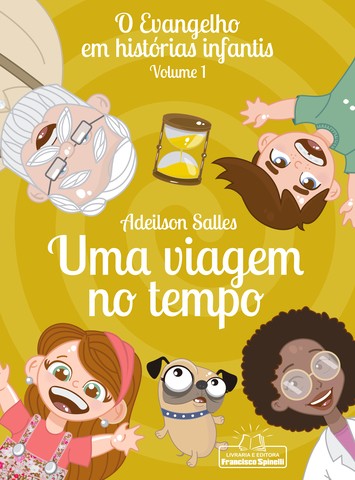 O Evangelho
em histórias infantis
Volume 1
Adeilson Salles
Uma viagem
no tempo
LIVRARIA E EDITORA
Francisco Spinelli